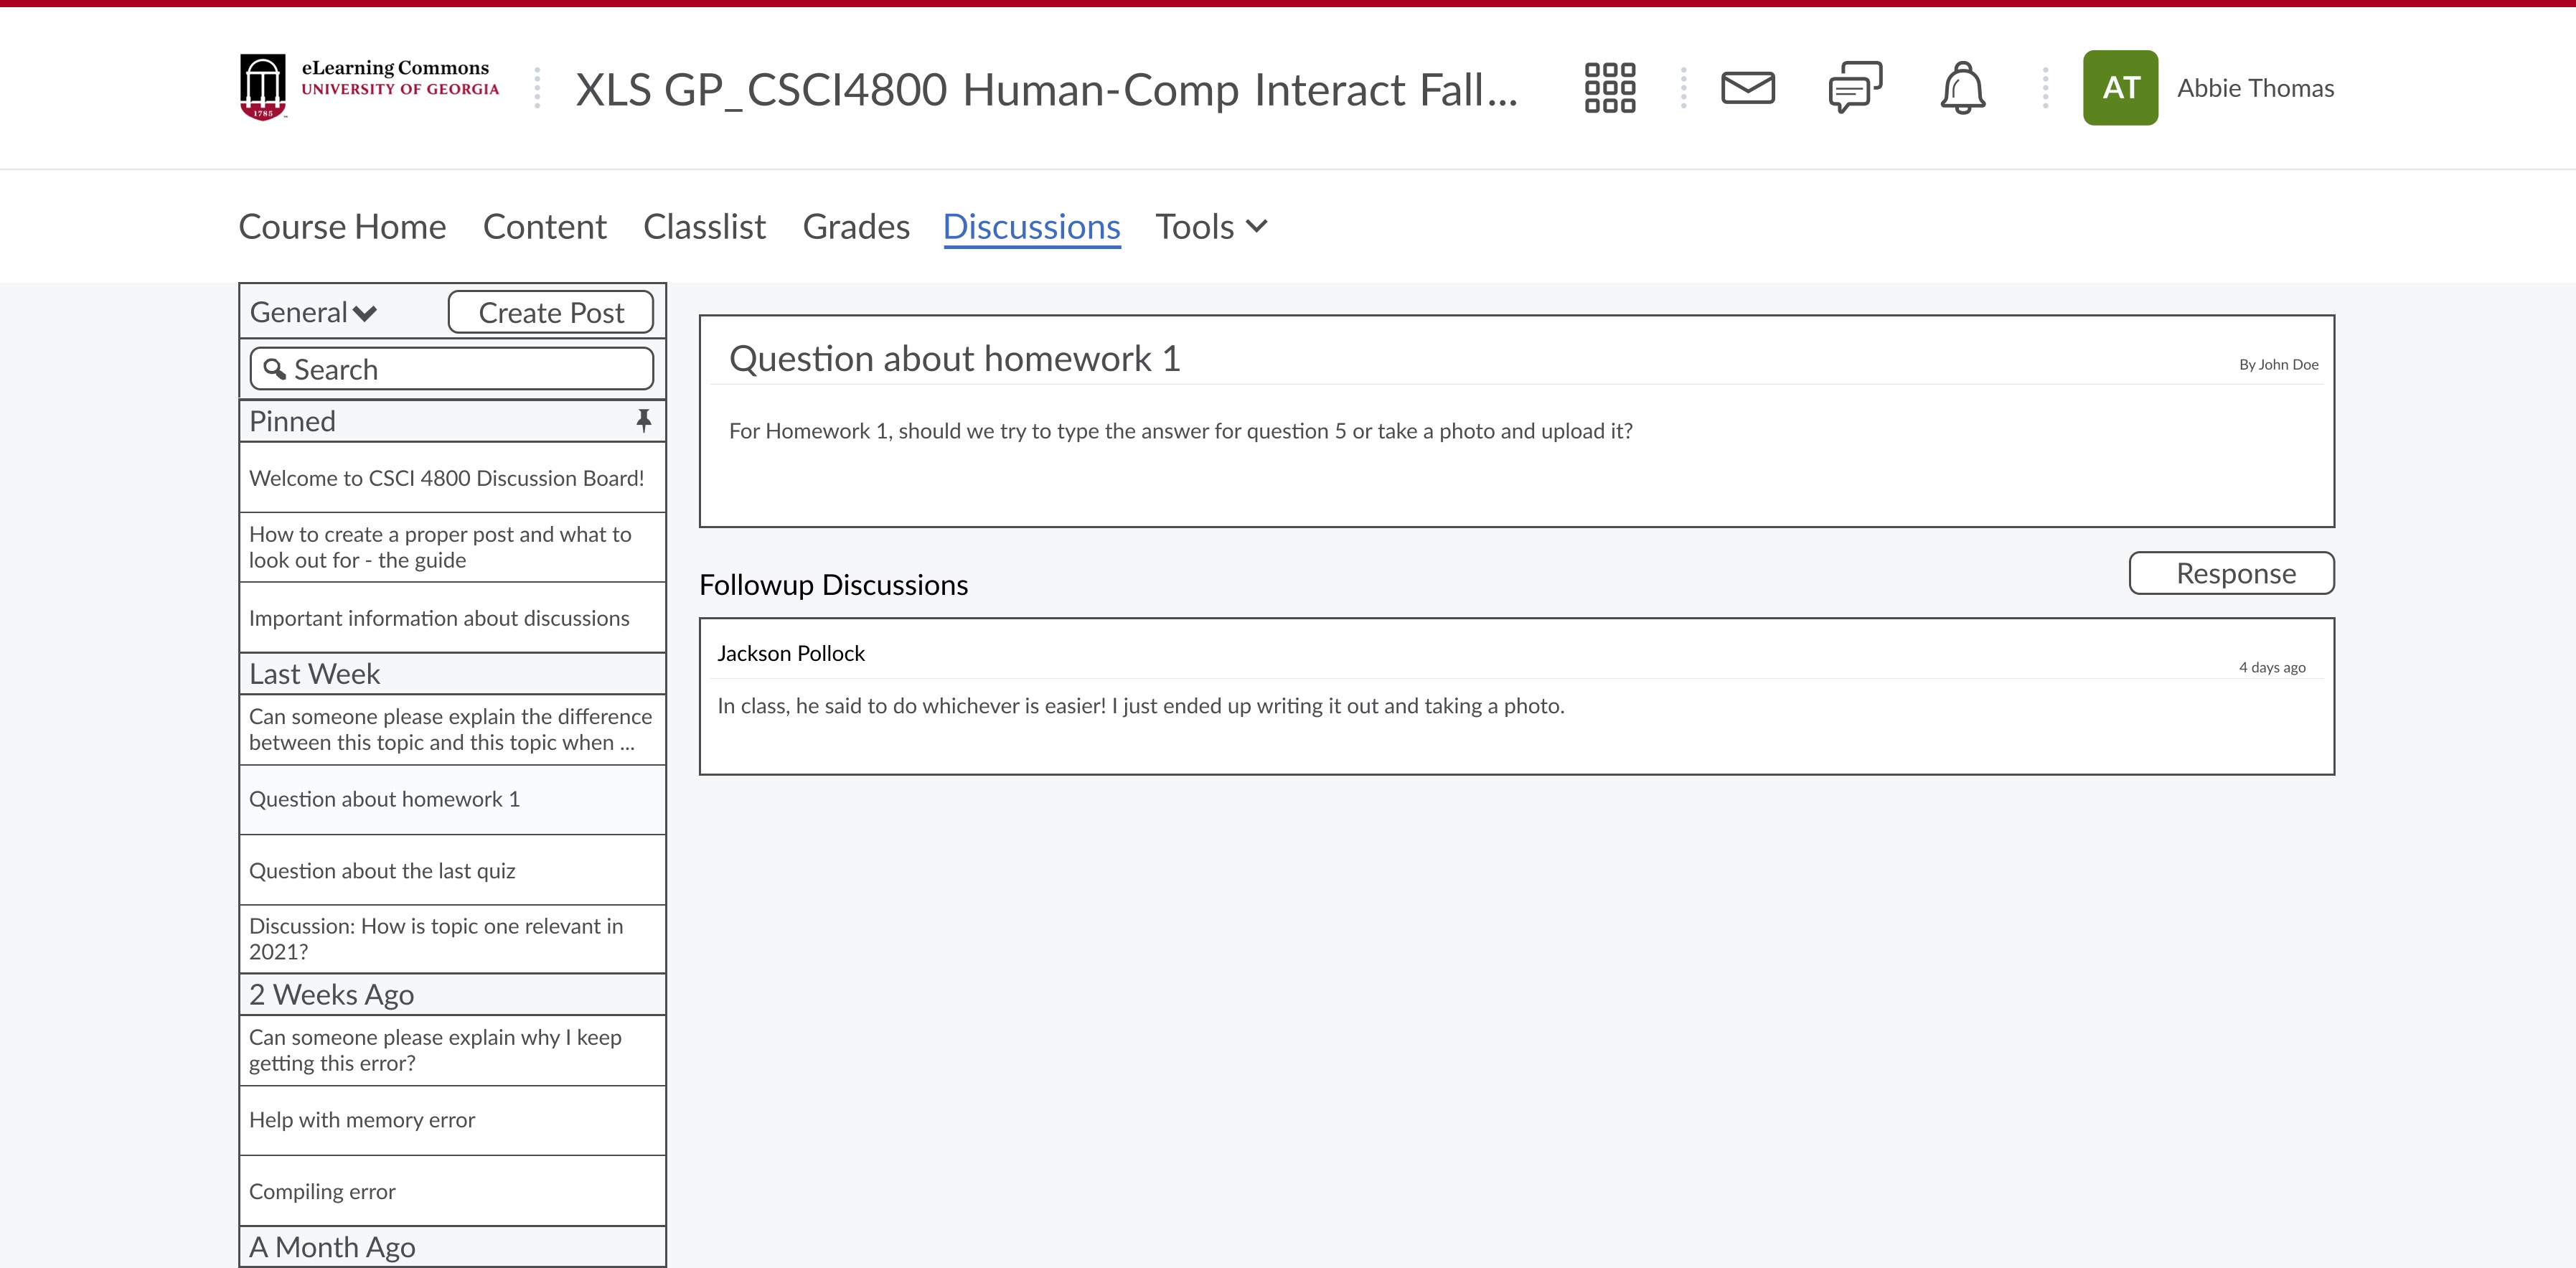 eLearning Commons
UNIVERSITY OF GEORGIA
1785
XLS GP_CSCI4800 Human-Comp Interact Fall...
AT
Abbie Thomas
Course Home
Content
Classlist
Grades
Discussions
Tools
General
Create Post
Search
Pinned
Welcome to CSCI 4800 Discussion Board!
How to create a proper post and what to
look out for - the guide
Important information about discussions
Last Week
Can someone please explain the difference
between this topic and this topic when ...
Question about homework 1
Question about the last quiz
Discussion: How is topic one relevant in
2021?
2 Weeks Ago
Can someone please explain why I keep
getting this error?
Help with memory error
Compiling error
A Month Ago
Question about homework 1
By John Doe
For Homework 1, should we try to type the answer for question 5 or take a photo and upload it?
Followup Discussions
Response
Jackson Pollock
4 days ago
In class, he said to do whichever is easier! I just ended up writing it out and taking a photo.